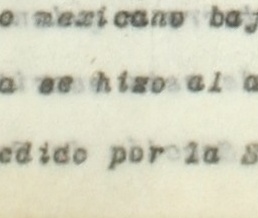 o mexicano baj
a se hizo al a
edido por la S